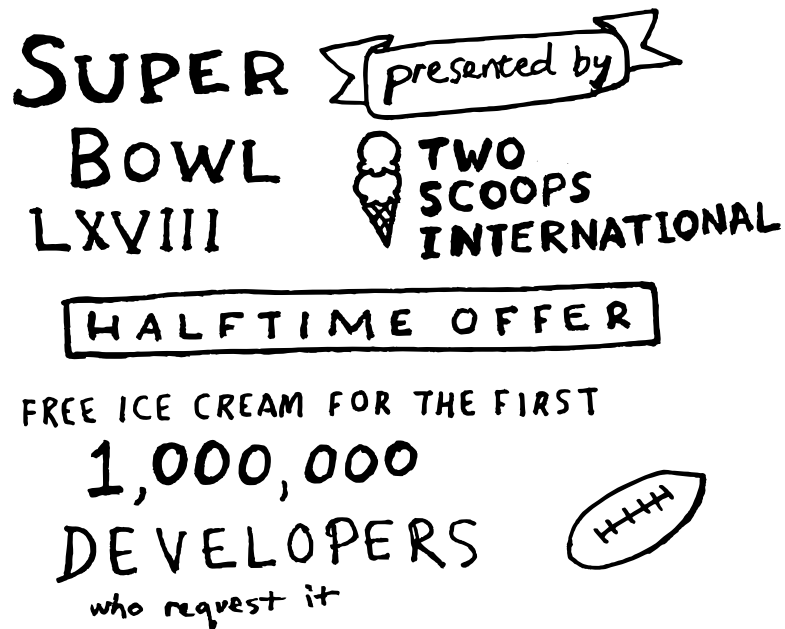 SUPER
BOWL
LXVIII
presented by
TWO
SCOOPS
INTERNATIONAL
HALFTIME OFFER
FREE ICE CREAM FOR THE FIRST
1,000,000
DEVELOPERS
who request it